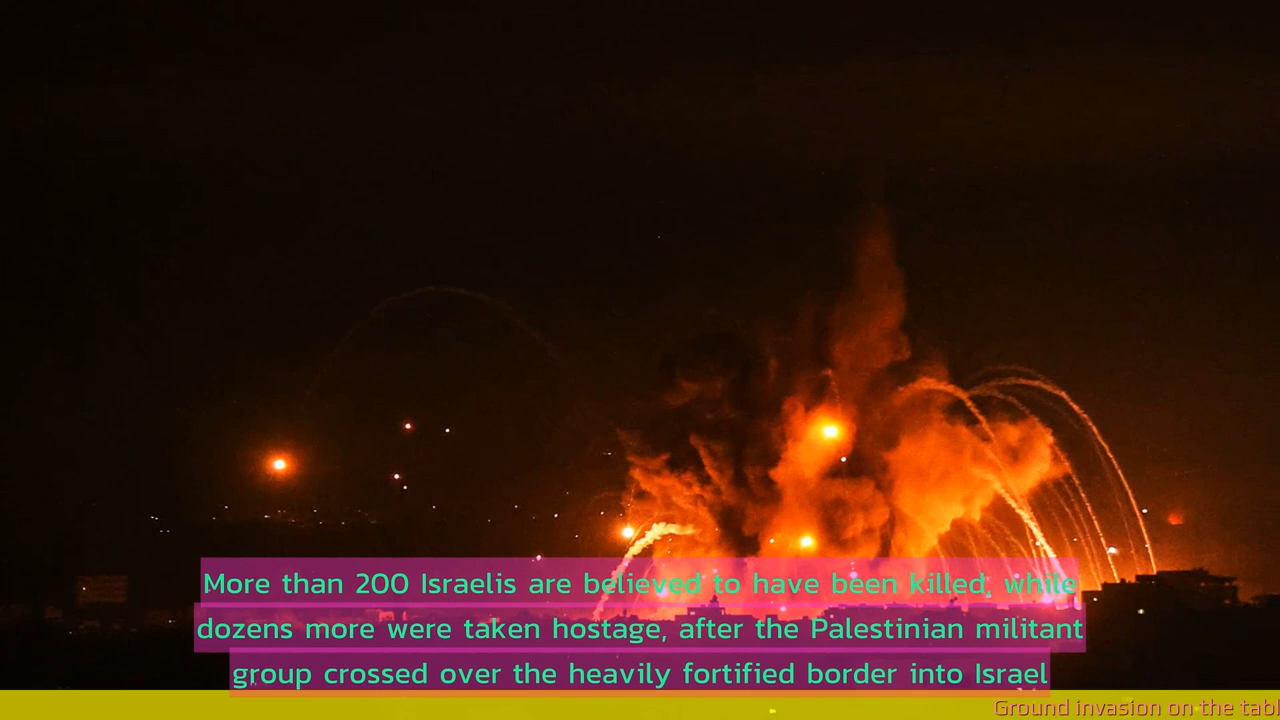 More than 200 Israelis are believed to have been killed, while
dozens more were taken hostage, after the Palestinian militant
group crossed over the heavily fortified border into Israel
Ground invasion on the tabl